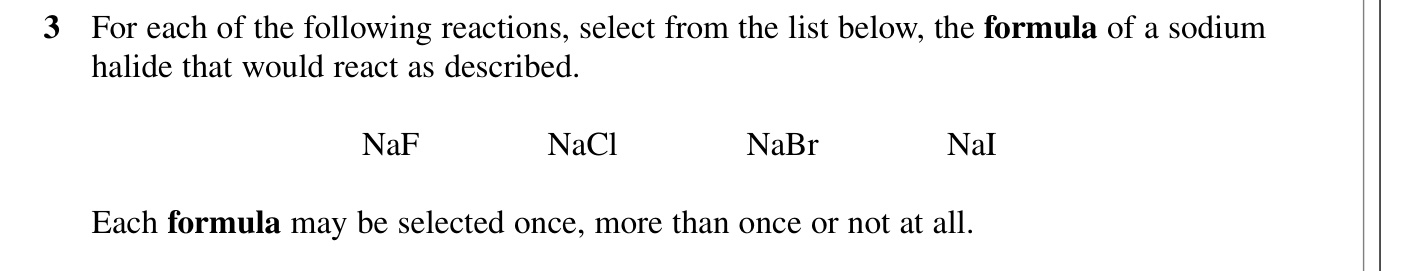 3 For each of the following reactions, select from the list below, the formula of a sodium
halide that would react as described.
NaF NaCl NaBr NaI
Each formula may be selected once, more than once or not at all.